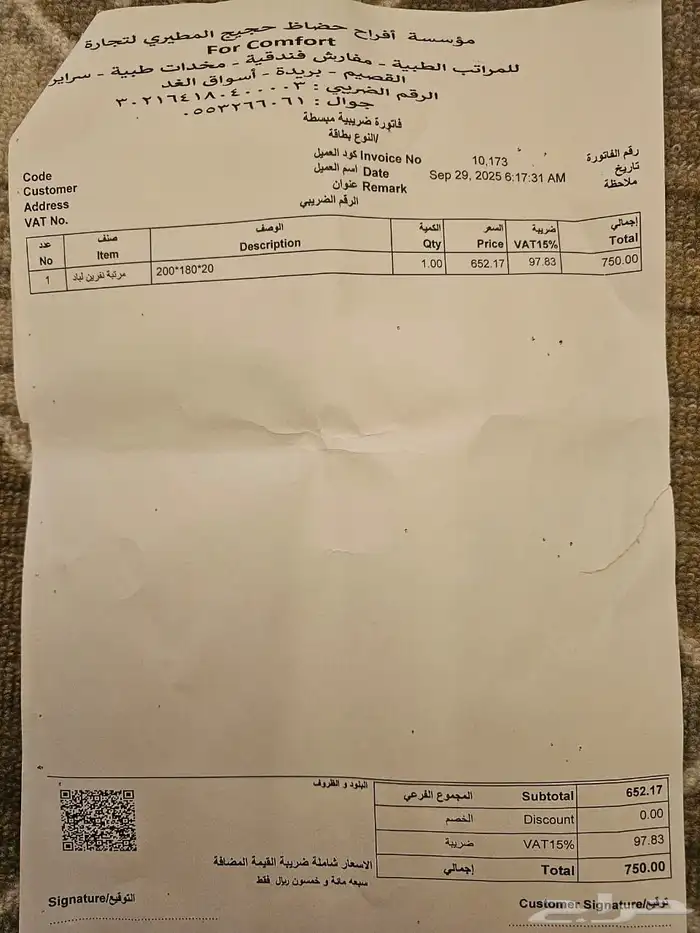 مؤسسة أفراح حضاظ حجيج المطيري لتجارة
For Comfort
للمراتب الطبية - مفارش فندقية - مخدات طبية - سراير
القصيم - بريدة - أسواق الغد
الرقم الضريبي : ٣٠٢١٦٤١٨٠٤٠٠٠٠٣
جوال : ٠٥٥٣٢٦٦٠٦١
فاتورة ضريبية مبسطة
النوع بطاقة/
رقم الفاتورة 10,173 Invoice No كود العميل Code
تاريخ Sep 29, 2025 6:17:31 AM Date اسم العميل Customer
ملاحظة Remark عنوان Address
الرقم الضريبي VAT No.
عدد صنف الوصف الكمية السعر ضريبة إجمالي
No Item Description Qty Price VAT15% Total
1 مرتبة نفرين لباد 200*180*20 1.00 652.17 97.83 750.00
البلود و الظروف
المجموع الفرعي Subtotal 652.17
الخصم Discount 0.00
ضريبة VAT15% 97.83
إجمالي Total 750.00
الاسعار شاملة ضريبة القيمة المضافة
سبعه مائة و خمسون ريال فقط
Signature/التوقيع
Customer Signature/توقيع
حراج